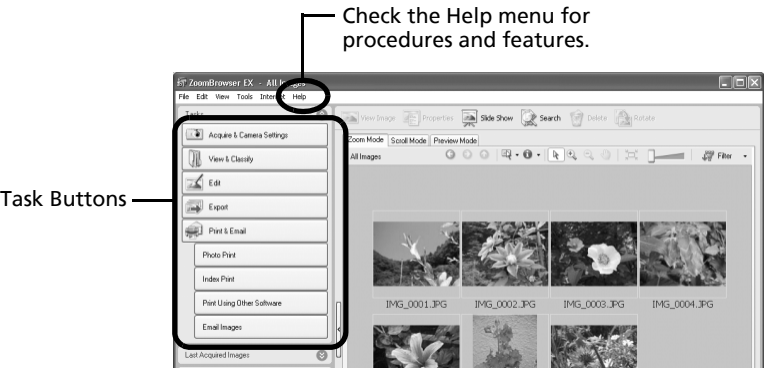 Check the Help menu for
procedures and features.
ZoomBrowser EX - All Images
File Edit View Tools Internet Help
Tasks
View Image Properties Slide Show Search Delete Rotate
Acquire & Camera Settings
Zoom Mode Scroll Mode Preview Mode
View & Classify
All Images
Filter
Edit
Task Buttons
Export
Print & Email
Photo Print
Index Print
Print Using Other Software
IMG_0001.JPG IMG_0002.JPG IMG_0003.JPG IMG_0004.JPG
Email Images
Last Acquired Images